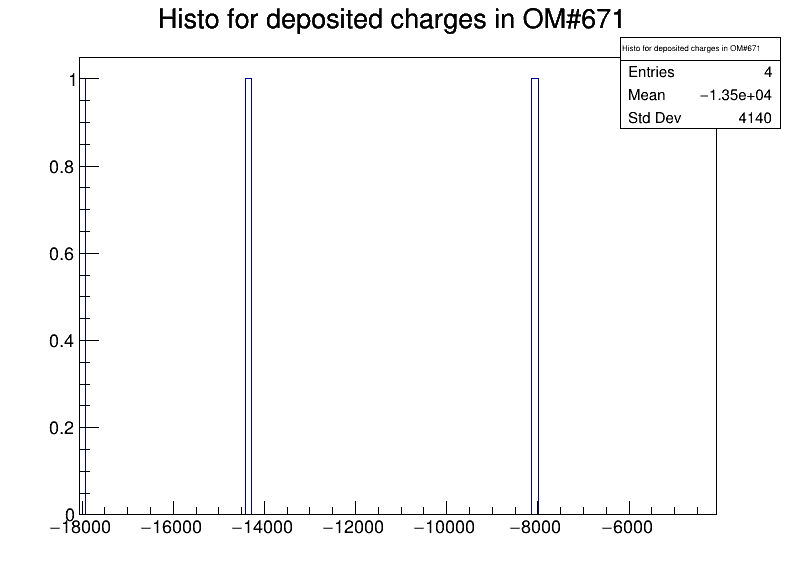 Histo for deposited charges in OM#671
Histo for deposited charges in OM#671
Entries 4
Mean −1.35e+04
Std Dev 4140
1
0.8
0.6
0.4
0.2
0
−18000 −16000 −14000 −12000 −10000 −8000 −6000